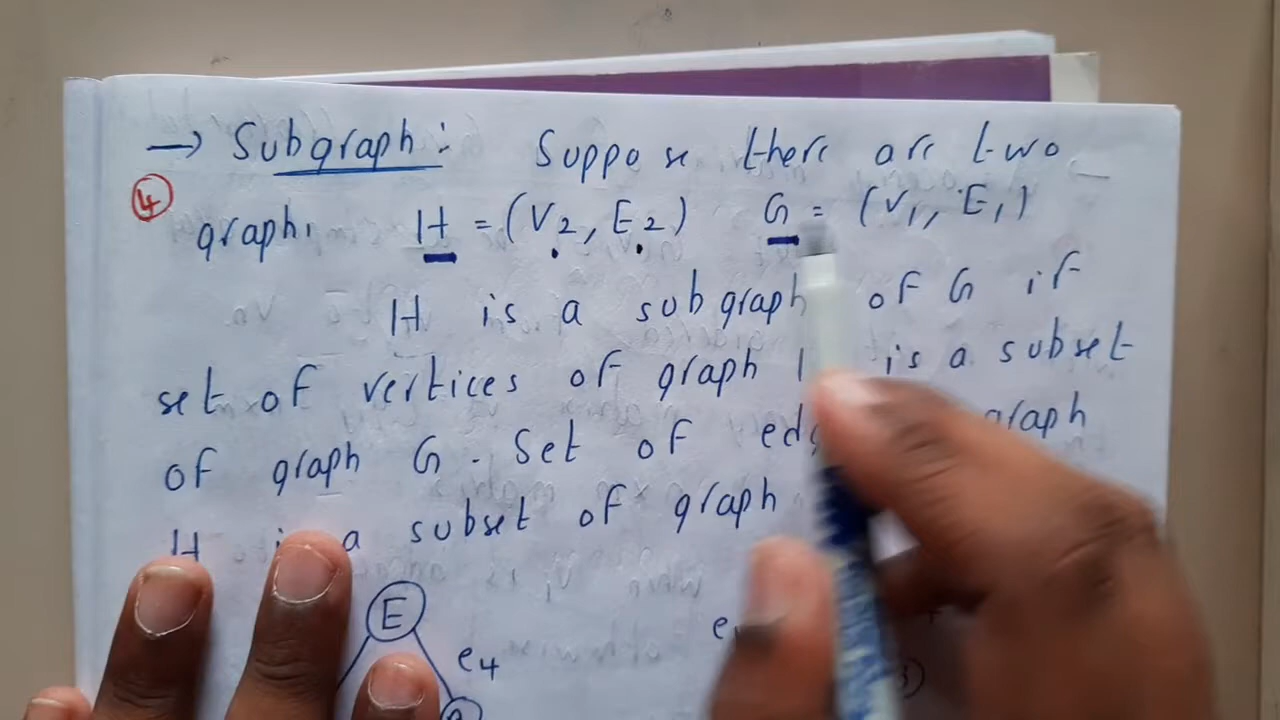 → Subgraph: Suppose there are two
④ graph, H = (V2, E2) G = (V1, E1)
H is a subgraph of G if
set of vertices of graph is a subset
of graph G. Set of graph
H is a subset of graph
E
e4